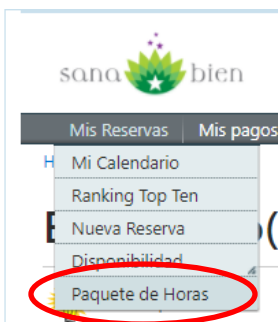 sana bien
Mis Reservas Mis pagos
Mi Calendario
Ranking Top Ten
Nueva Reserva
Disponibilidad
Paquete de Horas